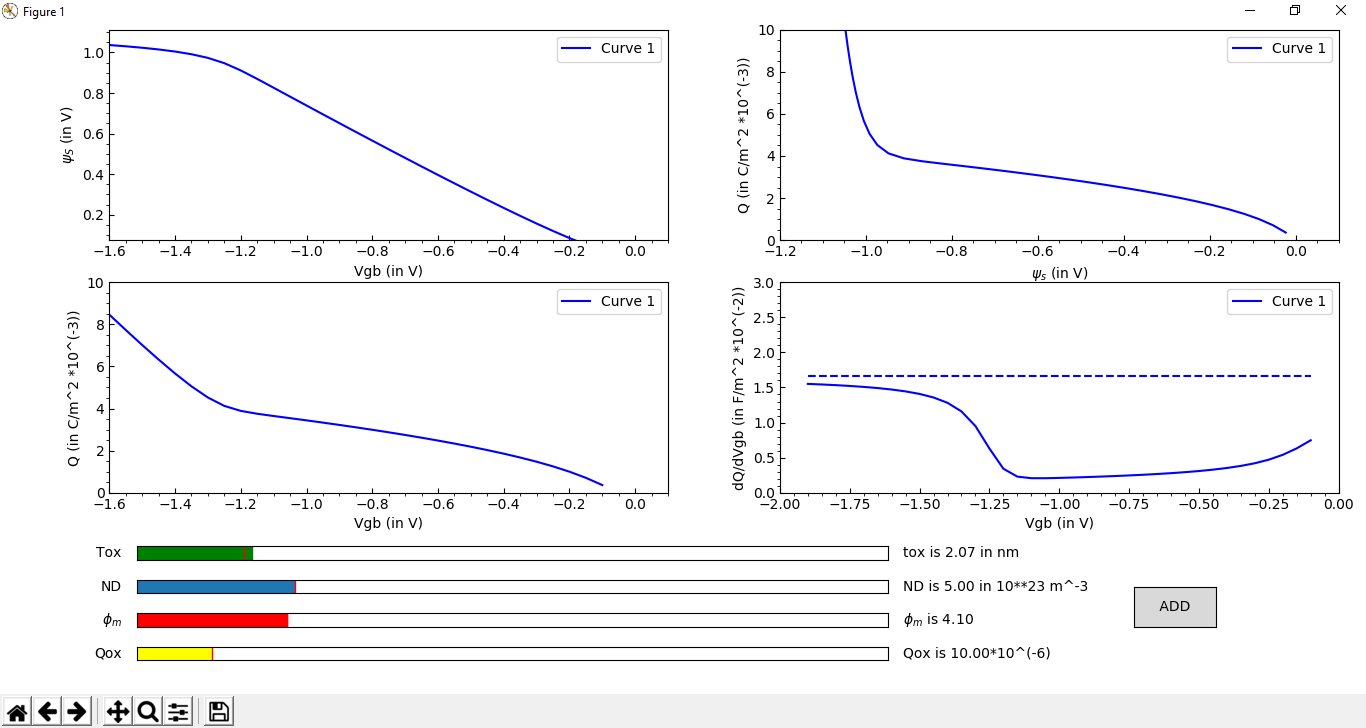 Figure 1
Curve 1
1.0
0.8
0.6
0.4
0.2
ψS (in V)
−1.6 −1.4 −1.2 −1.0 −0.8 −0.6 −0.4 −0.2 0.0
Vgb (in V)
Curve 1
10
8
6
4
2
0
Q (in C/m^2 *10^(-3))
−1.2 −1.0 −0.8 −0.6 −0.4 −0.2 0.0
ψs (in V)
Curve 1
10
8
6
4
2
0
Q (in C/m^2 *10^(-3))
−1.6 −1.4 −1.2 −1.0 −0.8 −0.6 −0.4 −0.2 0.0
Vgb (in V)
Curve 1
3.0
2.5
2.0
1.5
1.0
0.5
0.0
dQ/dVgb (in F/m^2 *10^(-2))
−2.00 −1.75 −1.50 −1.25 −1.00 −0.75 −0.50 −0.25 0.00
Vgb (in V)
Tox tox is 2.07 in nm
ND ND is 5.00 in 10**23 m^-3
ϕm ϕm is 4.10
Qox Qox is 10.00*10^(-6)
ADD